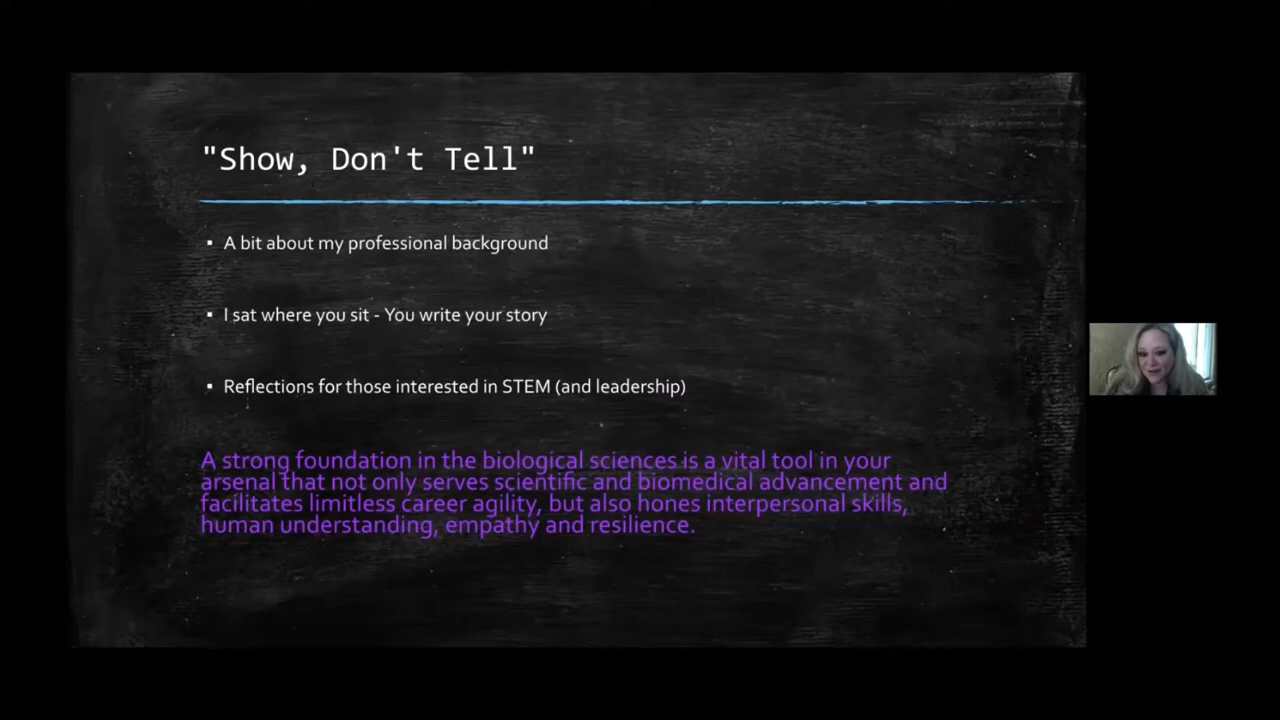 "Show, Don't Tell"
▪ A bit about my professional background
▪ I sat where you sit - You write your story
▪ Reflections for those interested in STEM (and leadership)
A strong foundation in the biological sciences is a vital tool in your
arsenal that not only serves scientific and biomedical advancement and
facilitates limitless career agility, but also hones interpersonal skills,
human understanding, empathy and resilience.